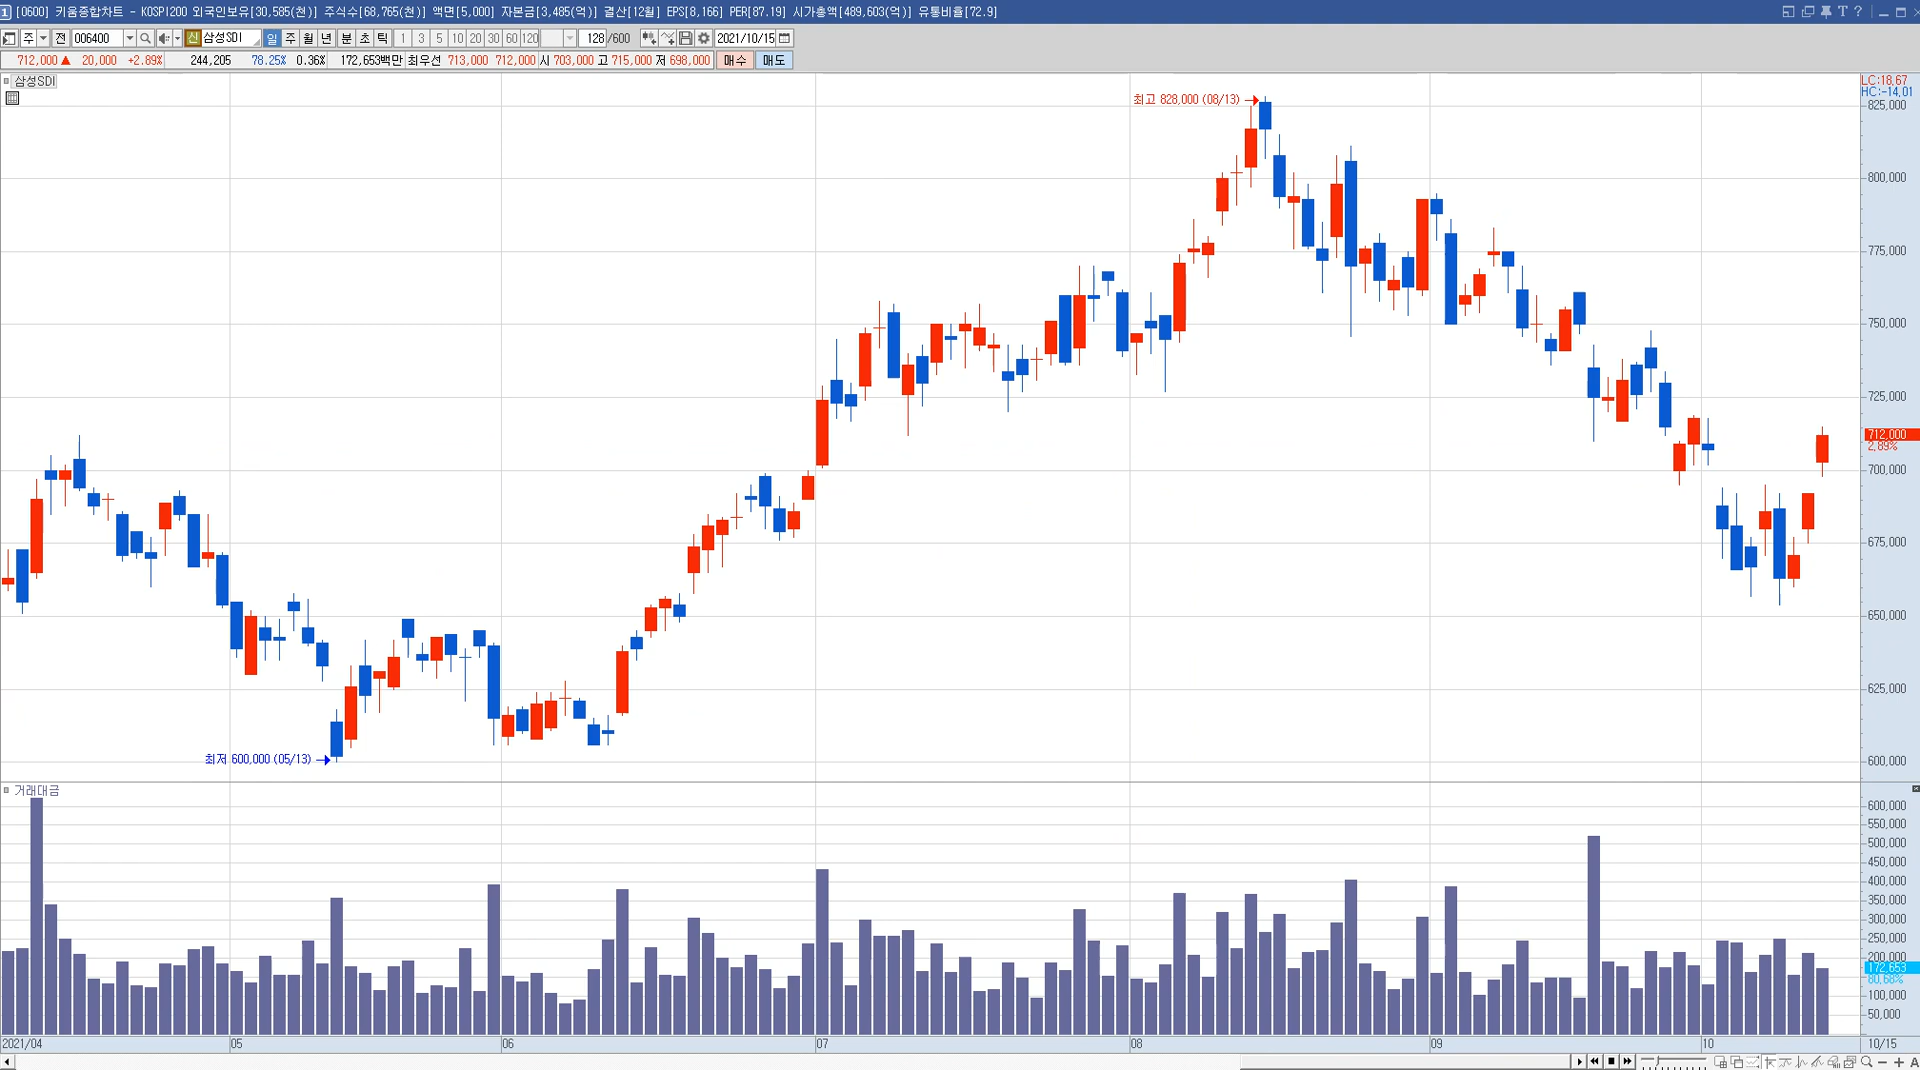 1 [0600] 키움종합차트 - KOSPI200 외국인보유[30,585(천)] 주식수[68,765(천)] 액면[5,000] 자본금[3,485(억)] 결산[12월] EPS[8,166] PER[87.19] 시가총액[489,603(억)] 유통비율[72.9]
주 전 006400 신 삼성SDI 일 주 월 년 분 초 틱 1 3 5 10 20 30 60 120 128 /600 2021/10/15
712,000 ▲ 20,000 +2.89% 244,205 78.25% 0.36% 172,653백만 최우선 713,000 712,000 시 703,000 고 715,000 저 698,000 매수 매도
삼성SDI
LC:18,67
HC:-14,01
최고 828,000 (08/13)
825,000
800,000
775,000
750,000
725,000
712,000
2,89%
700,000
675,000
650,000
625,000
최저 600,000 (05/13)
600,000
거래대금
600,000
550,000
500,000
450,000
400,000
350,000
300,000
250,000
200,000
172,653
80,68%
100,000
50,000
2021/04 05 06 07 08 09 10 10/15